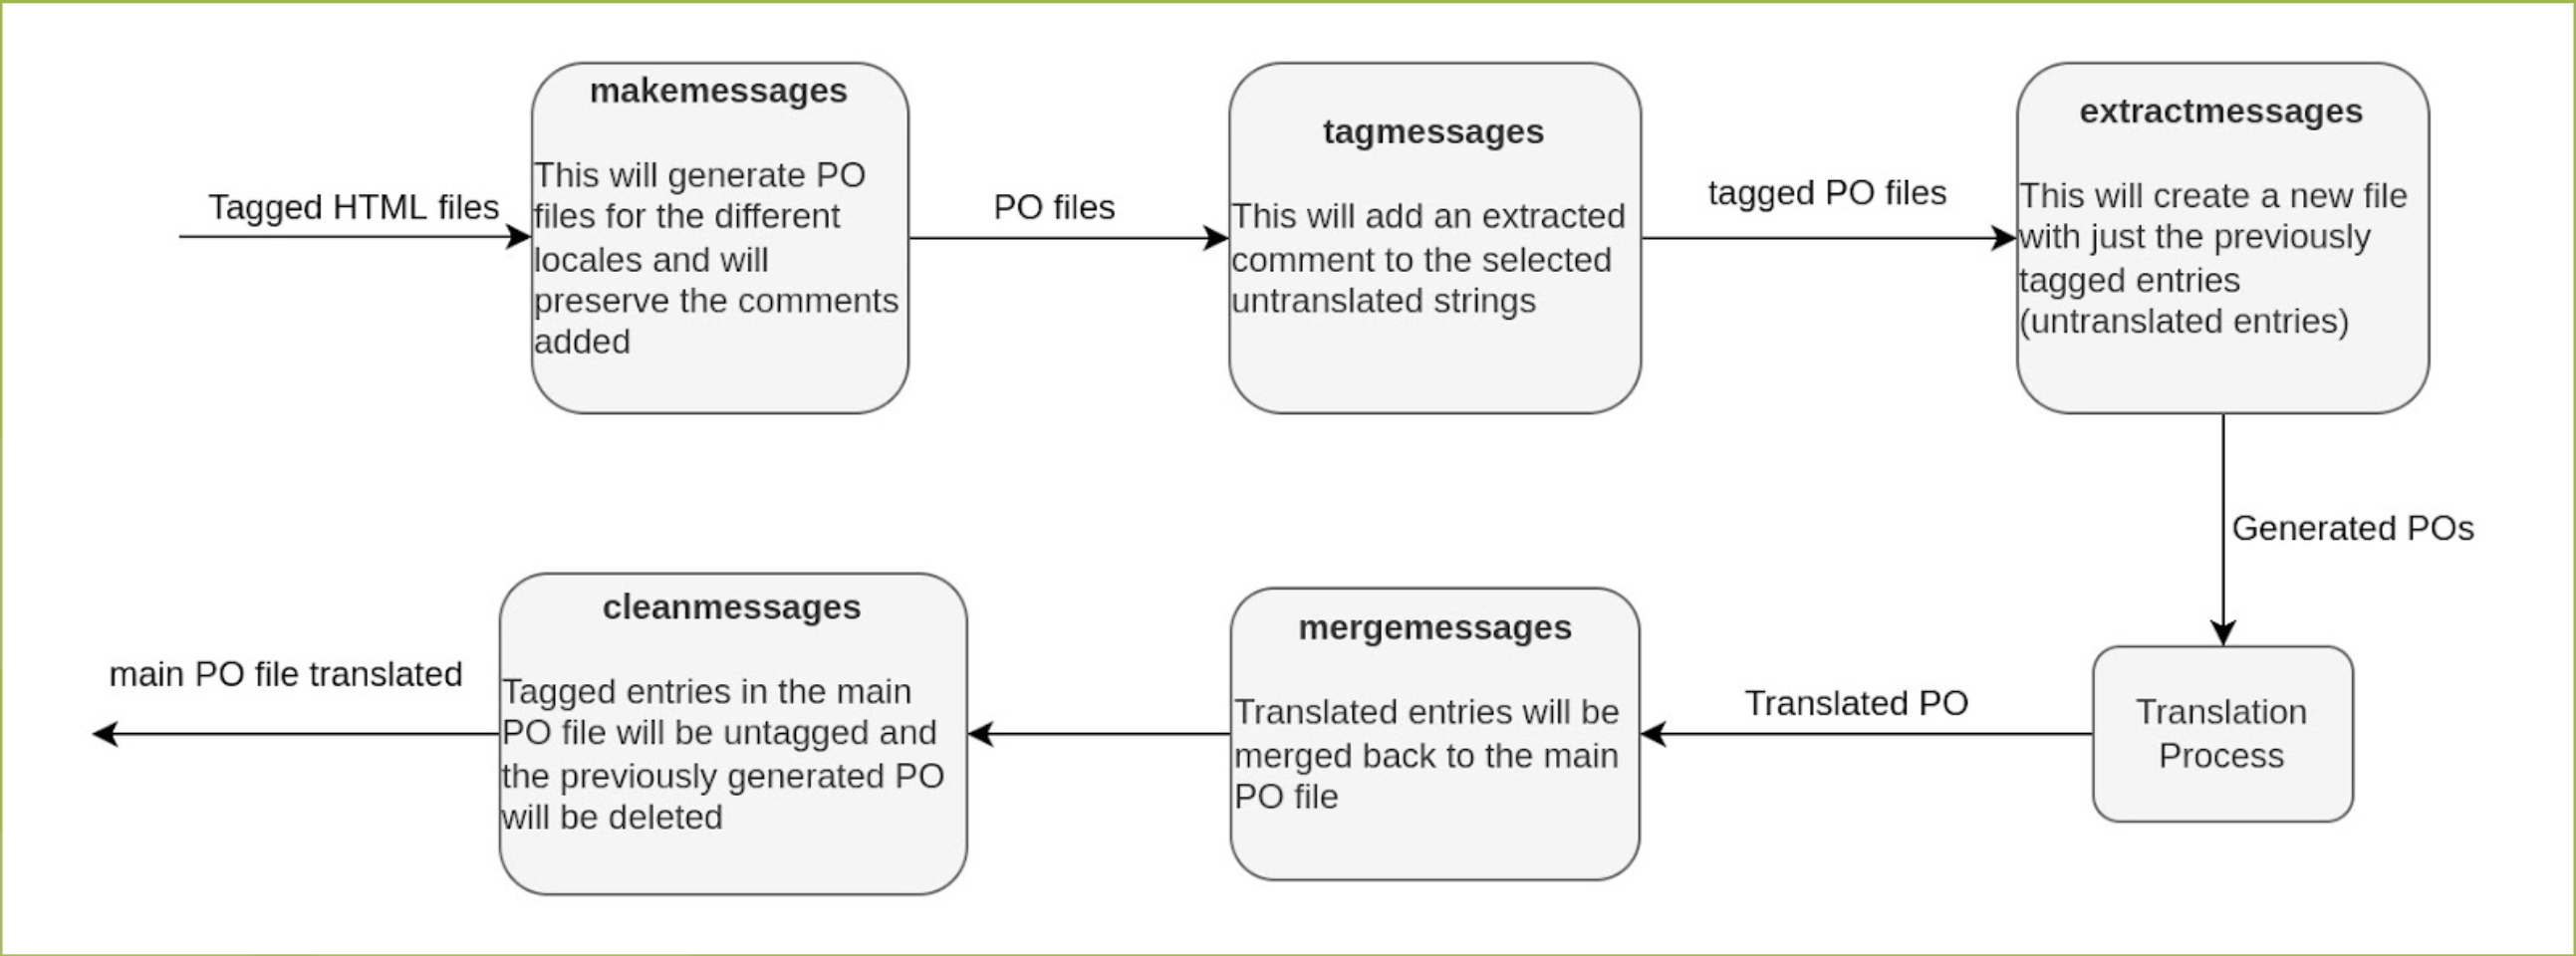 Tagged HTML files
makemessages
This will generate PO
files for the different
locales and will
preserve the comments
added
PO files
tagmessages
This will add an extracted
comment to the selected
untranslated strings
tagged PO files
extractmessages
This will create a new file
with just the previously
tagged entries
(untranslated entries)
Generated POs
Translation
Process
Translated PO
mergemessages
Translated entries will be
merged back to the main
PO file
cleanmessages
Tagged entries in the main
PO file will be untagged and
the previously generated PO
will be deleted
main PO file translated